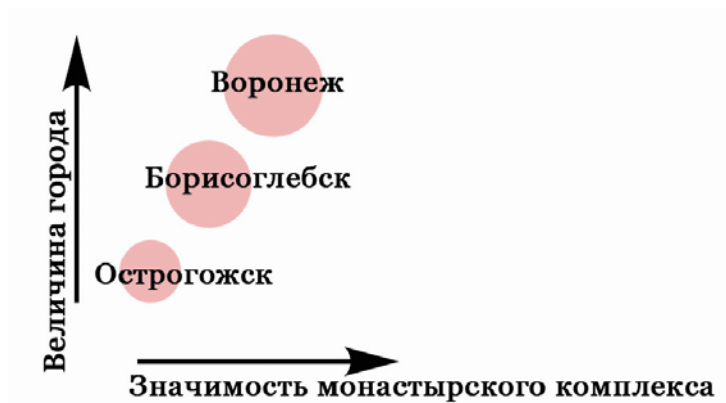 Величина города
Воронеж
Борисоглебск
Острогожск
Значимость монастырского комплекса